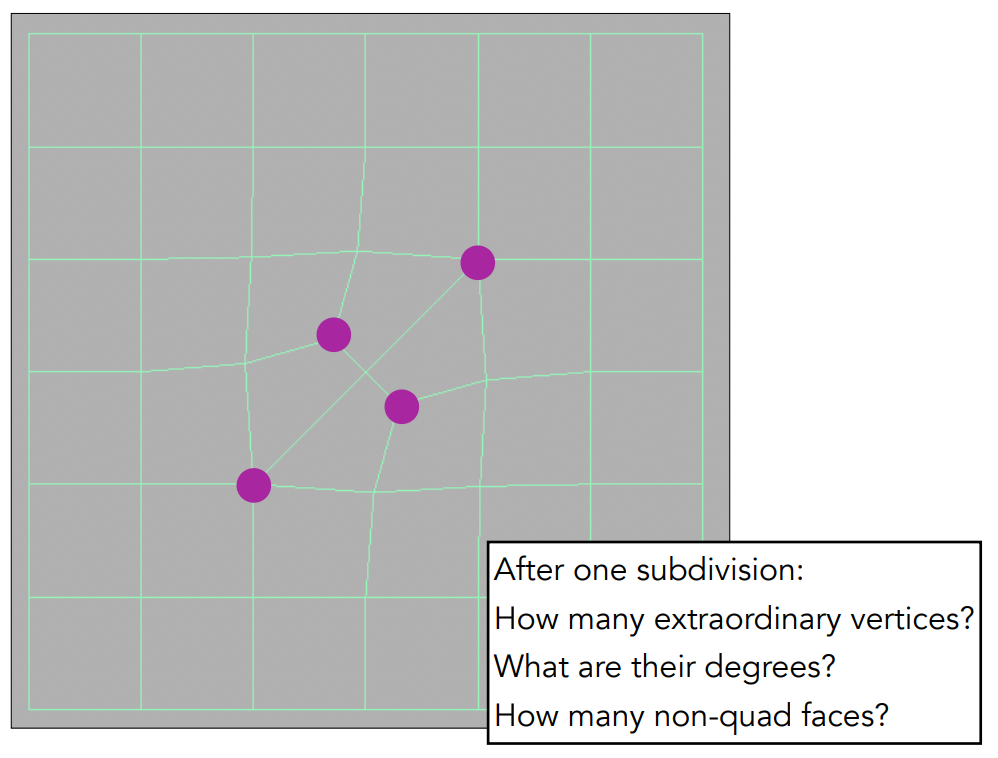 After one subdivision:
How many extraordinary vertices?
What are their degrees?
How many non-quad faces?